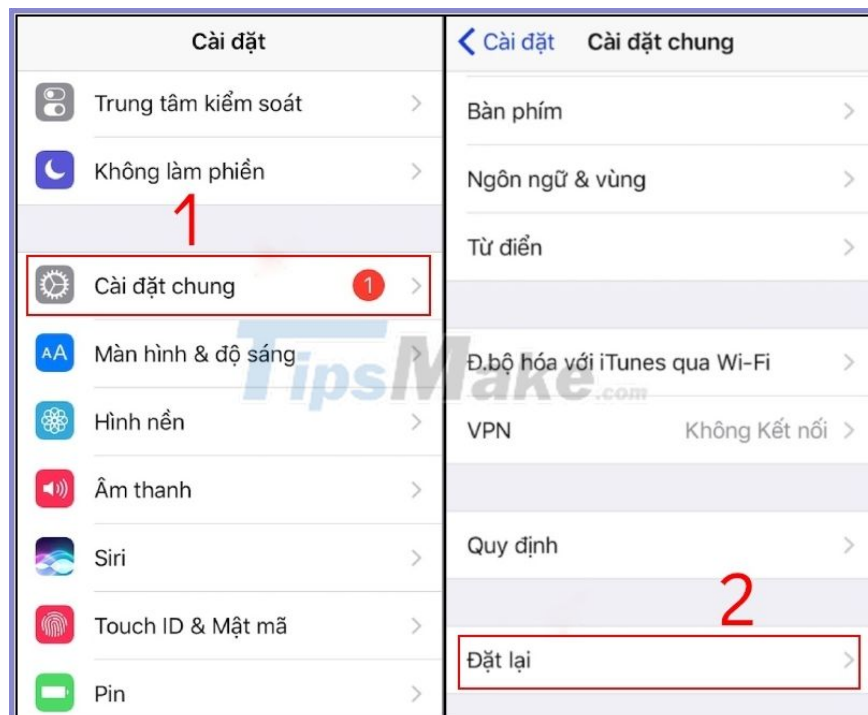 Cài đặt
Trung tâm kiểm soát
Không làm phiền
1
Cài đặt chung
1
AA Màn hình & độ sáng
Hình nền
Âm thanh
Siri
Touch ID & Mật mã
Pin
Cài đặt Cài đặt chung
Bàn phím
Ngôn ngữ & vùng
Từ điển
Đ.bộ hóa với iTunes qua Wi-Fi
VPN Không Kết nối
Quy định
2
Đặt lại
TipsMake.com